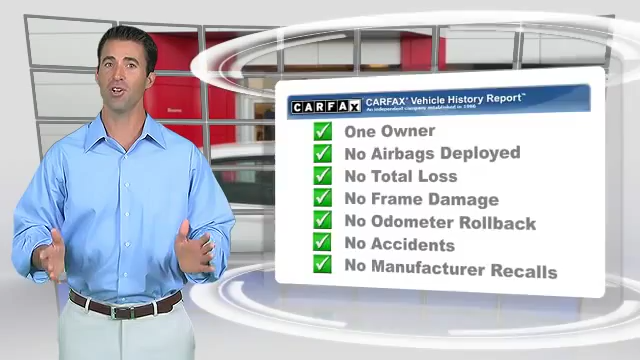 CARFAX CARFAX Vehicle History Report™
An independent company established in 1986
One Owner
No Airbags Deployed
No Total Loss
No Frame Damage
No Odometer Rollback
No Accidents
No Manufacturer Recalls